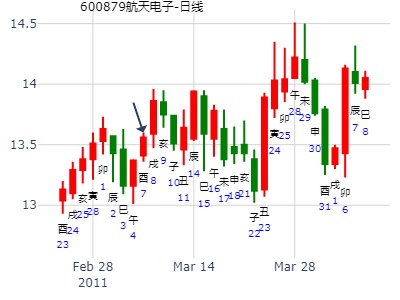 600879航天电子-日线
14.5
14
13.5
13
酉
23
戌
24
亥
25
寅
28
卯
1
辰
2
巳
3
午
4
酉
7
戌
8
亥
9
子
10
丑
11
辰
14
巳
15
午
16
未
17
申
18
亥
21
子
22
丑
23
寅
24
卯
25
午
28
未
29
申
30
酉
31
戌
1
卯
6
辰
7
巳
8
Feb 28
2011
Mar 14
Mar 28